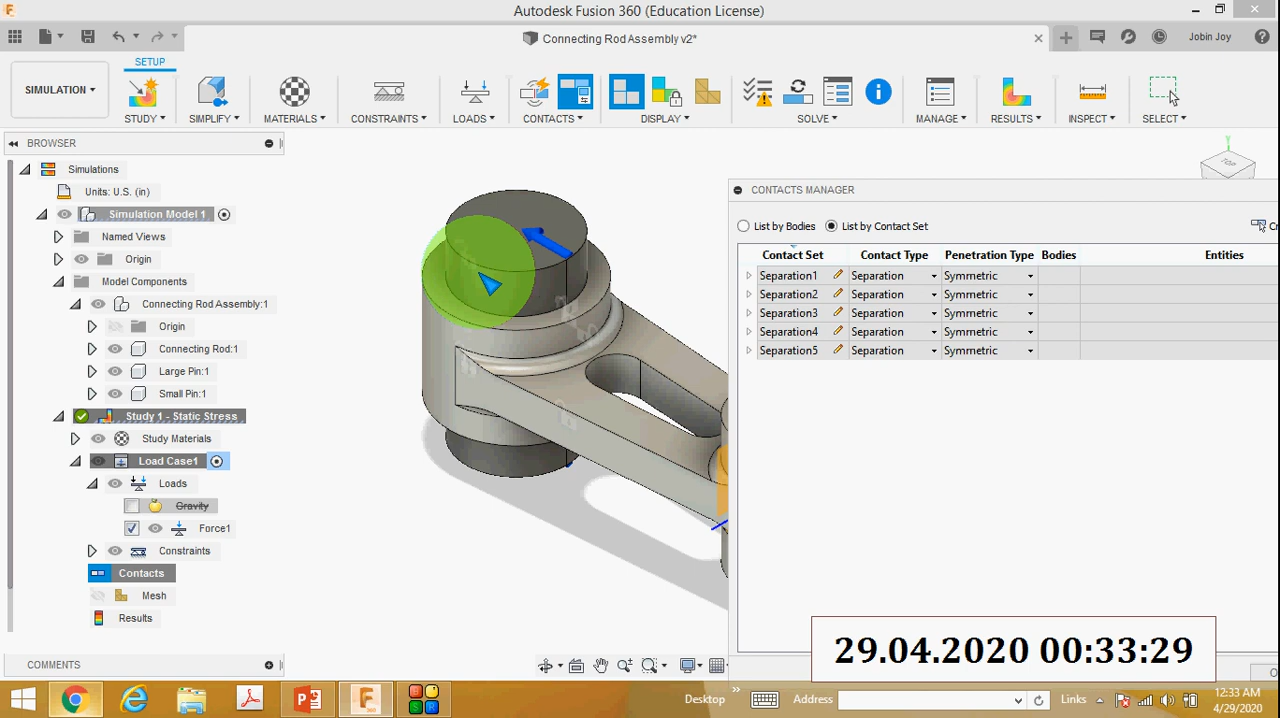 Autodesk Fusion 360 (Education License)
Connecting Rod Assembly v2*
Jobin Joy
SETUP
SIMULATION
STUDY
SIMPLIFY
MATERIALS
CONSTRAINTS
LOADS
CONTACTS
DISPLAY
SOLVE
MANAGE
RESULTS
INSPECT
SELECT
BROWSER
Simulations
Units: U.S. (in)
Simulation Model 1
Named Views
Origin
Model Components
Connecting Rod Assembly:1
Origin
Connecting Rod:1
Large Pin:1
Small Pin:1
Study 1 - Static Stress
Study Materials
Load Case1
Loads
Gravity
Force1
Constraints
Contacts
Mesh
Results
COMMENTS
TOP
Y
CONTACTS MANAGER
List by Bodies List by Contact Set
Contact Set Contact Type Penetration Type Bodies Entities
Separation1 Separation Symmetric
Separation2 Separation Symmetric
Separation3 Separation Symmetric
Separation4 Separation Symmetric
Separation5 Separation Symmetric
29.04.2020 00:33:29
Desktop Address Links
12:33 AM
4/29/2020